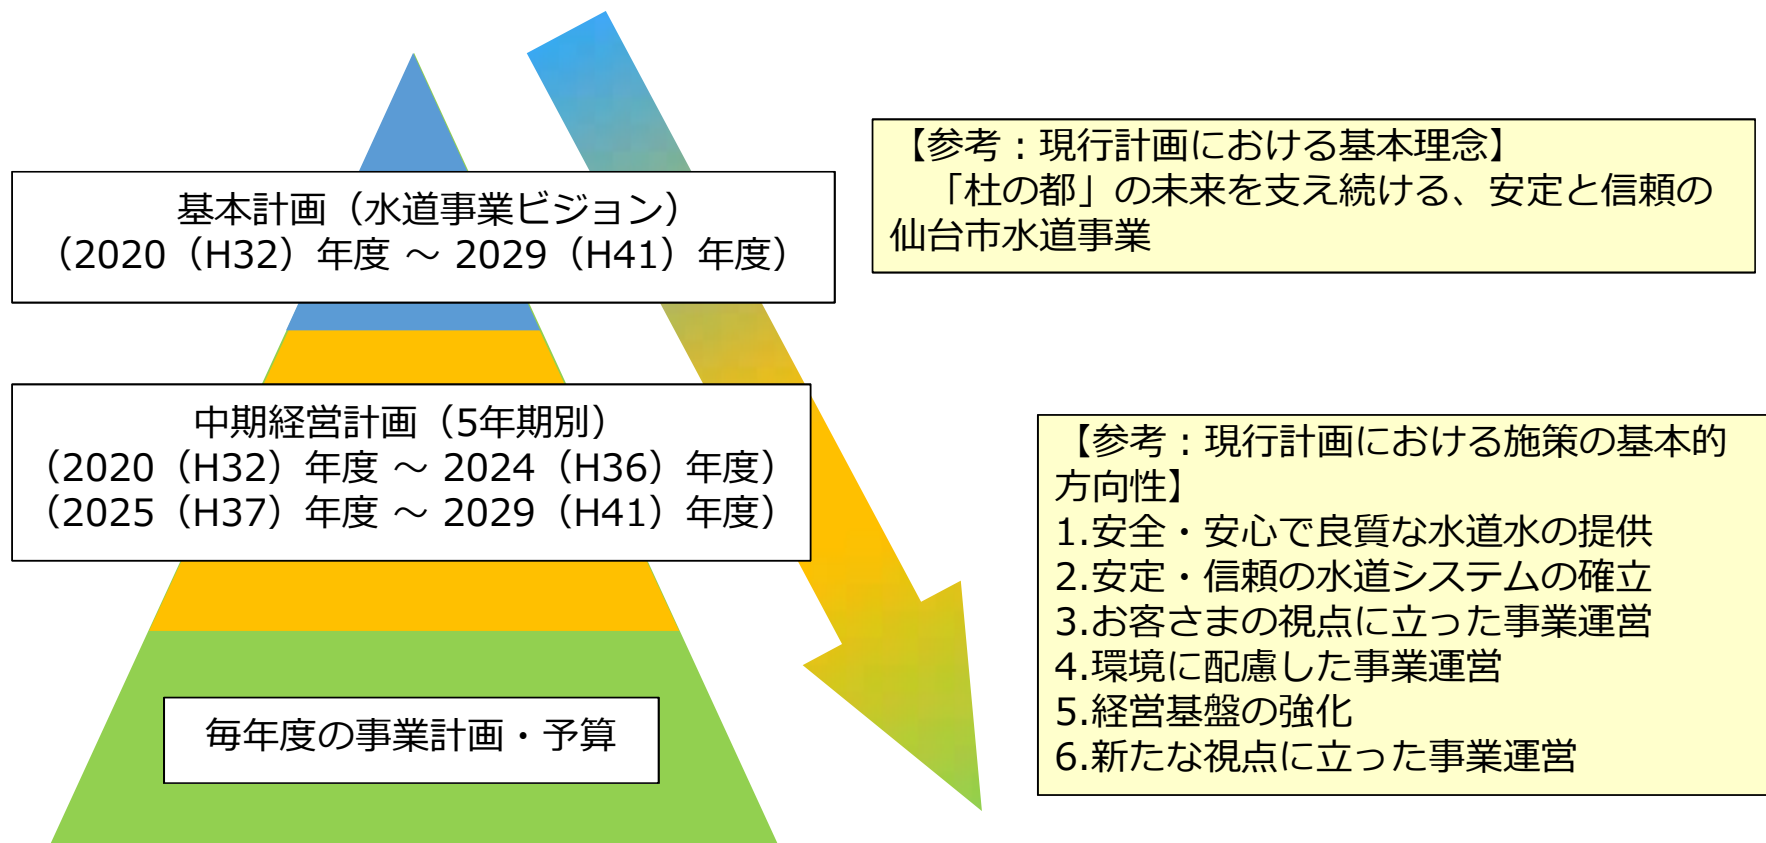 基本計画（水道事業ビジョン）
（2020（H32）年度 ～ 2029（H41）年度）
【参考：現行計画における基本理念】
「杜の都」の未来を支え続ける、安定と信頼の
仙台市水道事業
中期経営計画（5年期別）
（2020（H32）年度 ～ 2024（H36）年度）
（2025（H37）年度 ～ 2029（H41）年度）
【参考：現行計画における施策の基本的
方向性】
1.安全・安心で良質な水道水の提供
2.安定・信頼の水道システムの確立
3.お客さまの視点に立った事業運営
4.環境に配慮した事業運営
5.経営基盤の強化
6.新たな視点に立った事業運営
毎年度の事業計画・予算